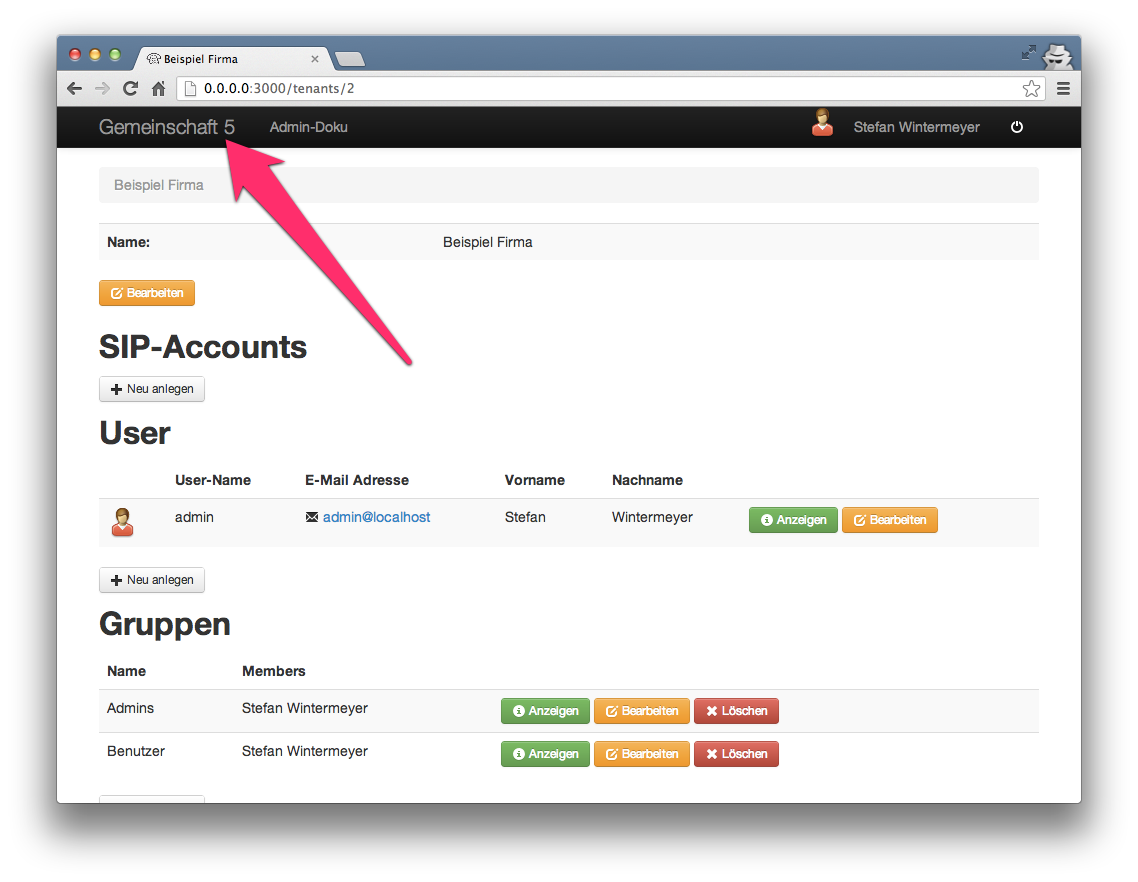 Beispiel Firma
0.0.0.0:3000/tenants/2
Gemeinschaft 5 Admin-Doku Stefan Wintermeyer
Beispiel Firma
Name: Beispiel Firma
Bearbeiten
SIP-Accounts
Neu anlegen
User
User-Name E-Mail Adresse Vorname Nachname
admin admin@localhost Stefan Wintermeyer Anzeigen Bearbeiten
Neu anlegen
Gruppen
Name Members
Admins Stefan Wintermeyer Anzeigen Bearbeiten Löschen
Benutzer Stefan Wintermeyer Anzeigen Bearbeiten Löschen